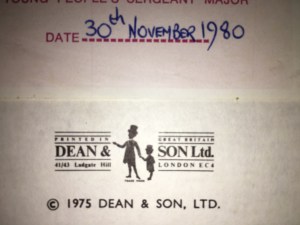 YOUNG PEOPLE'S SERGEANT MAJOR
DATE 30th NOVEMBER 1980
PRINTED IN GREAT BRITAIN
DEAN & SON Ltd.
41/43 Ludgate Hill LONDON EC4
© 1975 DEAN & SON, LTD.